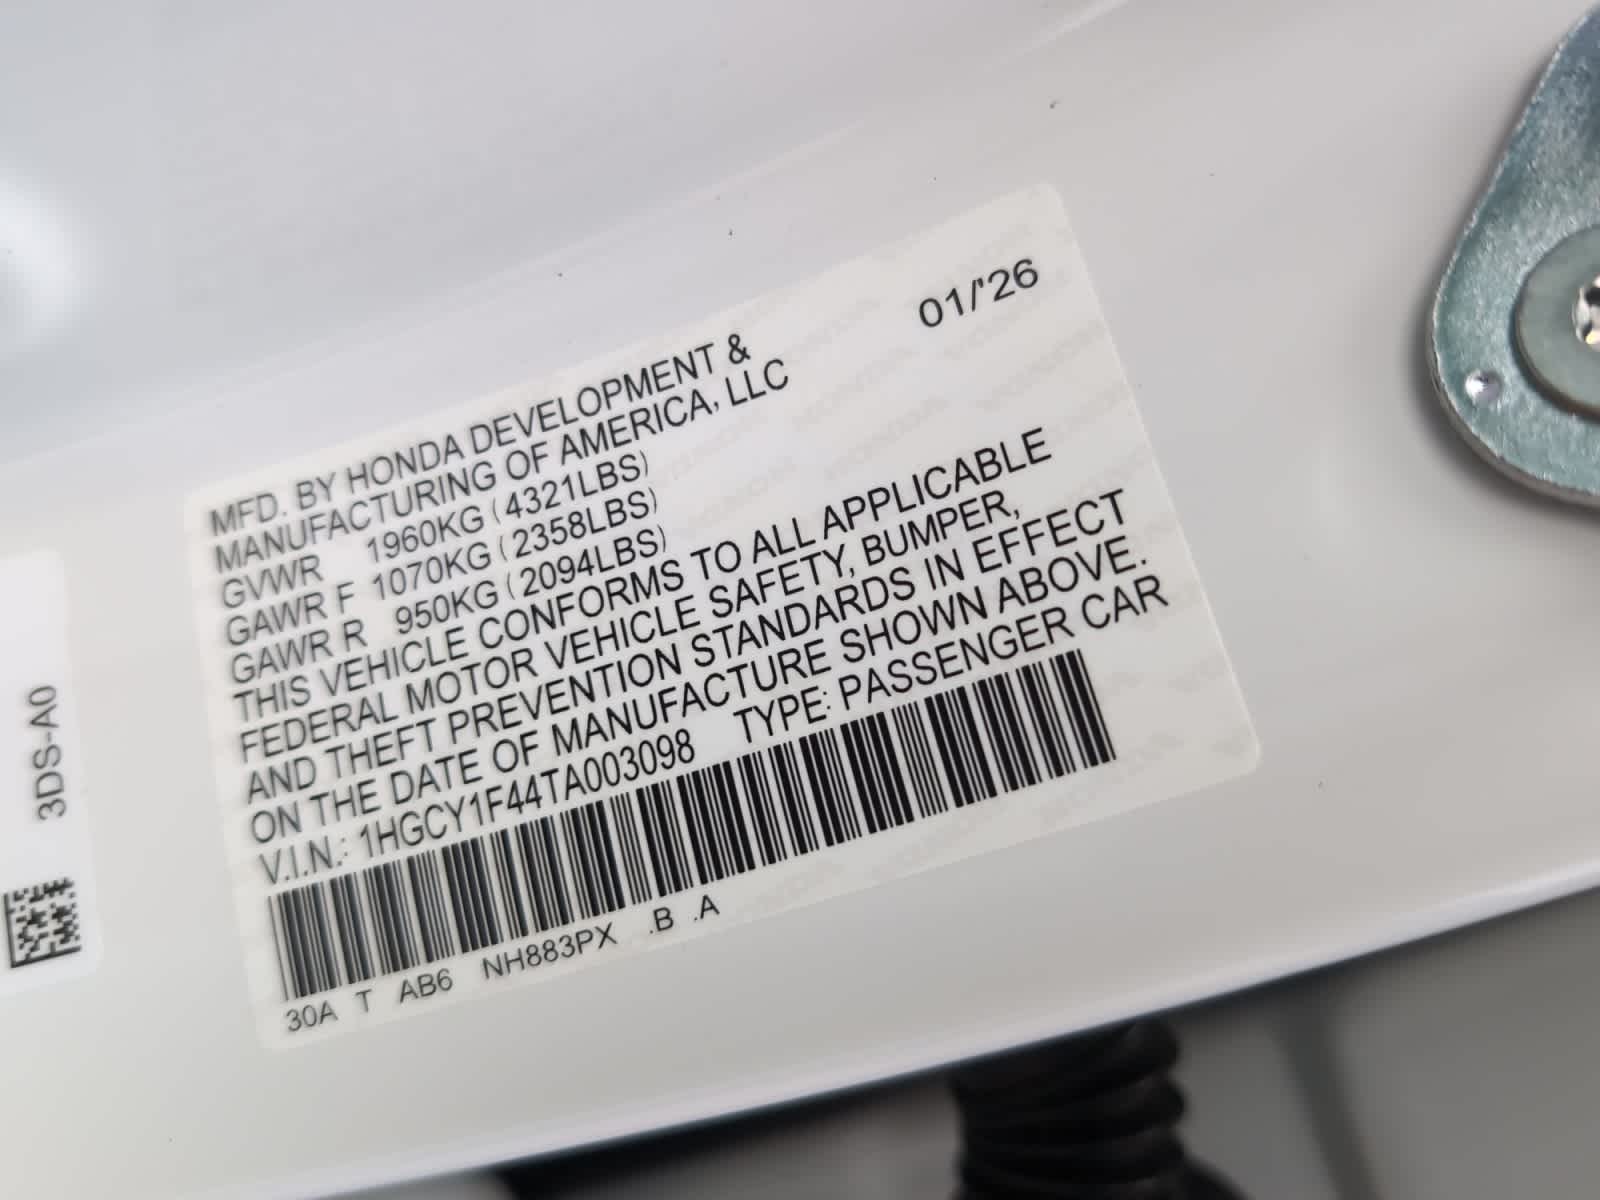 01/'26
MFD. BY HONDA DEVELOPMENT &
MANUFACTURING OF AMERICA, LLC
GVWR 1960KG (4321LBS)
GAWR F 1070KG (2358LBS)
GAWR R 950KG (2094LBS)
THIS VEHICLE CONFORMS TO ALL APPLICABLE
FEDERAL MOTOR VEHICLE SAFETY, BUMPER,
AND THEFT PREVENTION STANDARDS IN EFFECT
ON THE DATE OF MANUFACTURE SHOWN ABOVE.
V.I.N.: 1HGCY1F44TA003098 TYPE: PASSENGER CAR
30A T AB6 NH883PX .B .A
3DS-A0